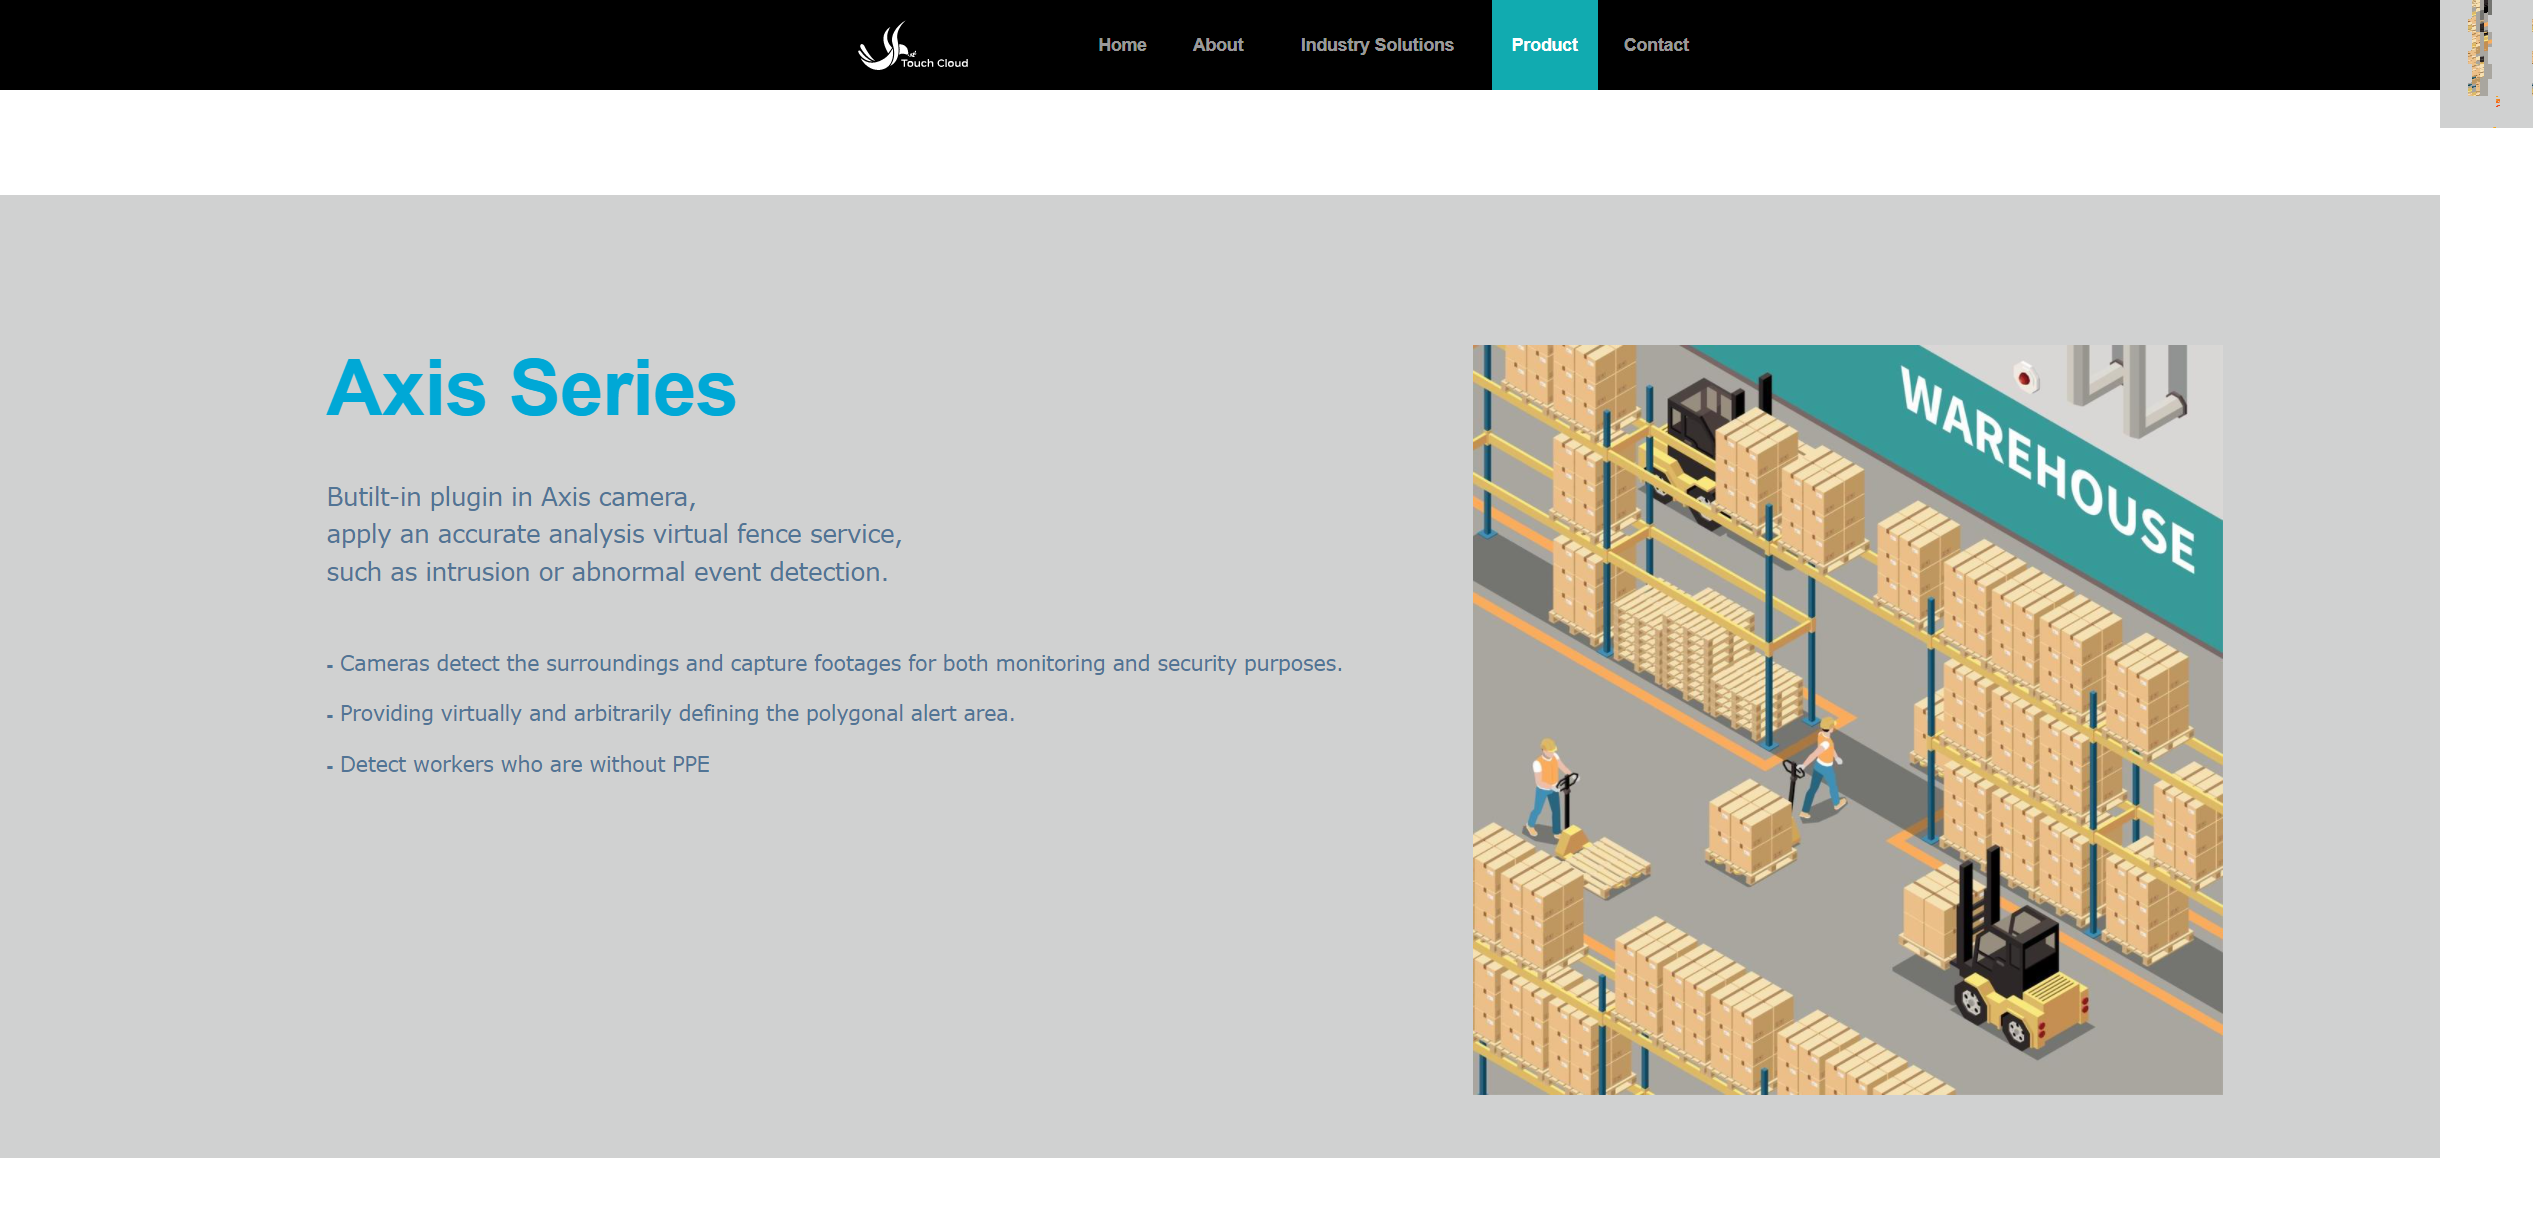 Touch Cloud
Home About Industry Solutions Product Contact
Axis Series
Butilt-in plugin in Axis camera,
apply an accurate analysis virtual fence service,
such as intrusion or abnormal event detection.
- Cameras detect the surroundings and capture footages for both monitoring and security purposes.
- Providing virtually and arbitrarily defining the polygonal alert area.
- Detect workers who are without PPE
WAREHOUSE